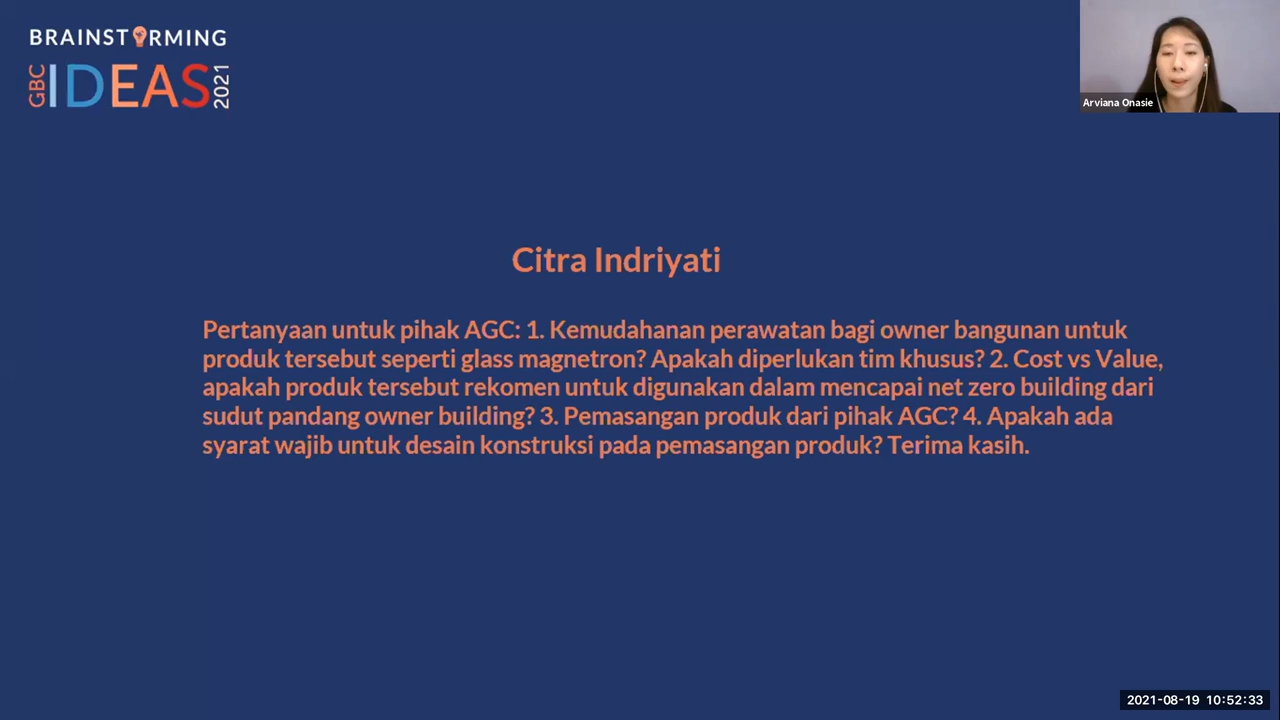 BRAINSTORMING
GBC IDEAS 2021
Arviana Onasie
Citra Indriyati
Pertanyaan untuk pihak AGC: 1. Kemudahanan perawatan bagi owner bangunan untuk
produk tersebut seperti glass magnetron? Apakah diperlukan tim khusus? 2. Cost vs Value,
apakah produk tersebut rekomen untuk digunakan dalam mencapai net zero building dari
sudut pandang owner building? 3. Pemasangan produk dari pihak AGC? 4. Apakah ada
syarat wajib untuk desain konstruksi pada pemasangan produk? Terima kasih.
2021-08-19 10:52:33